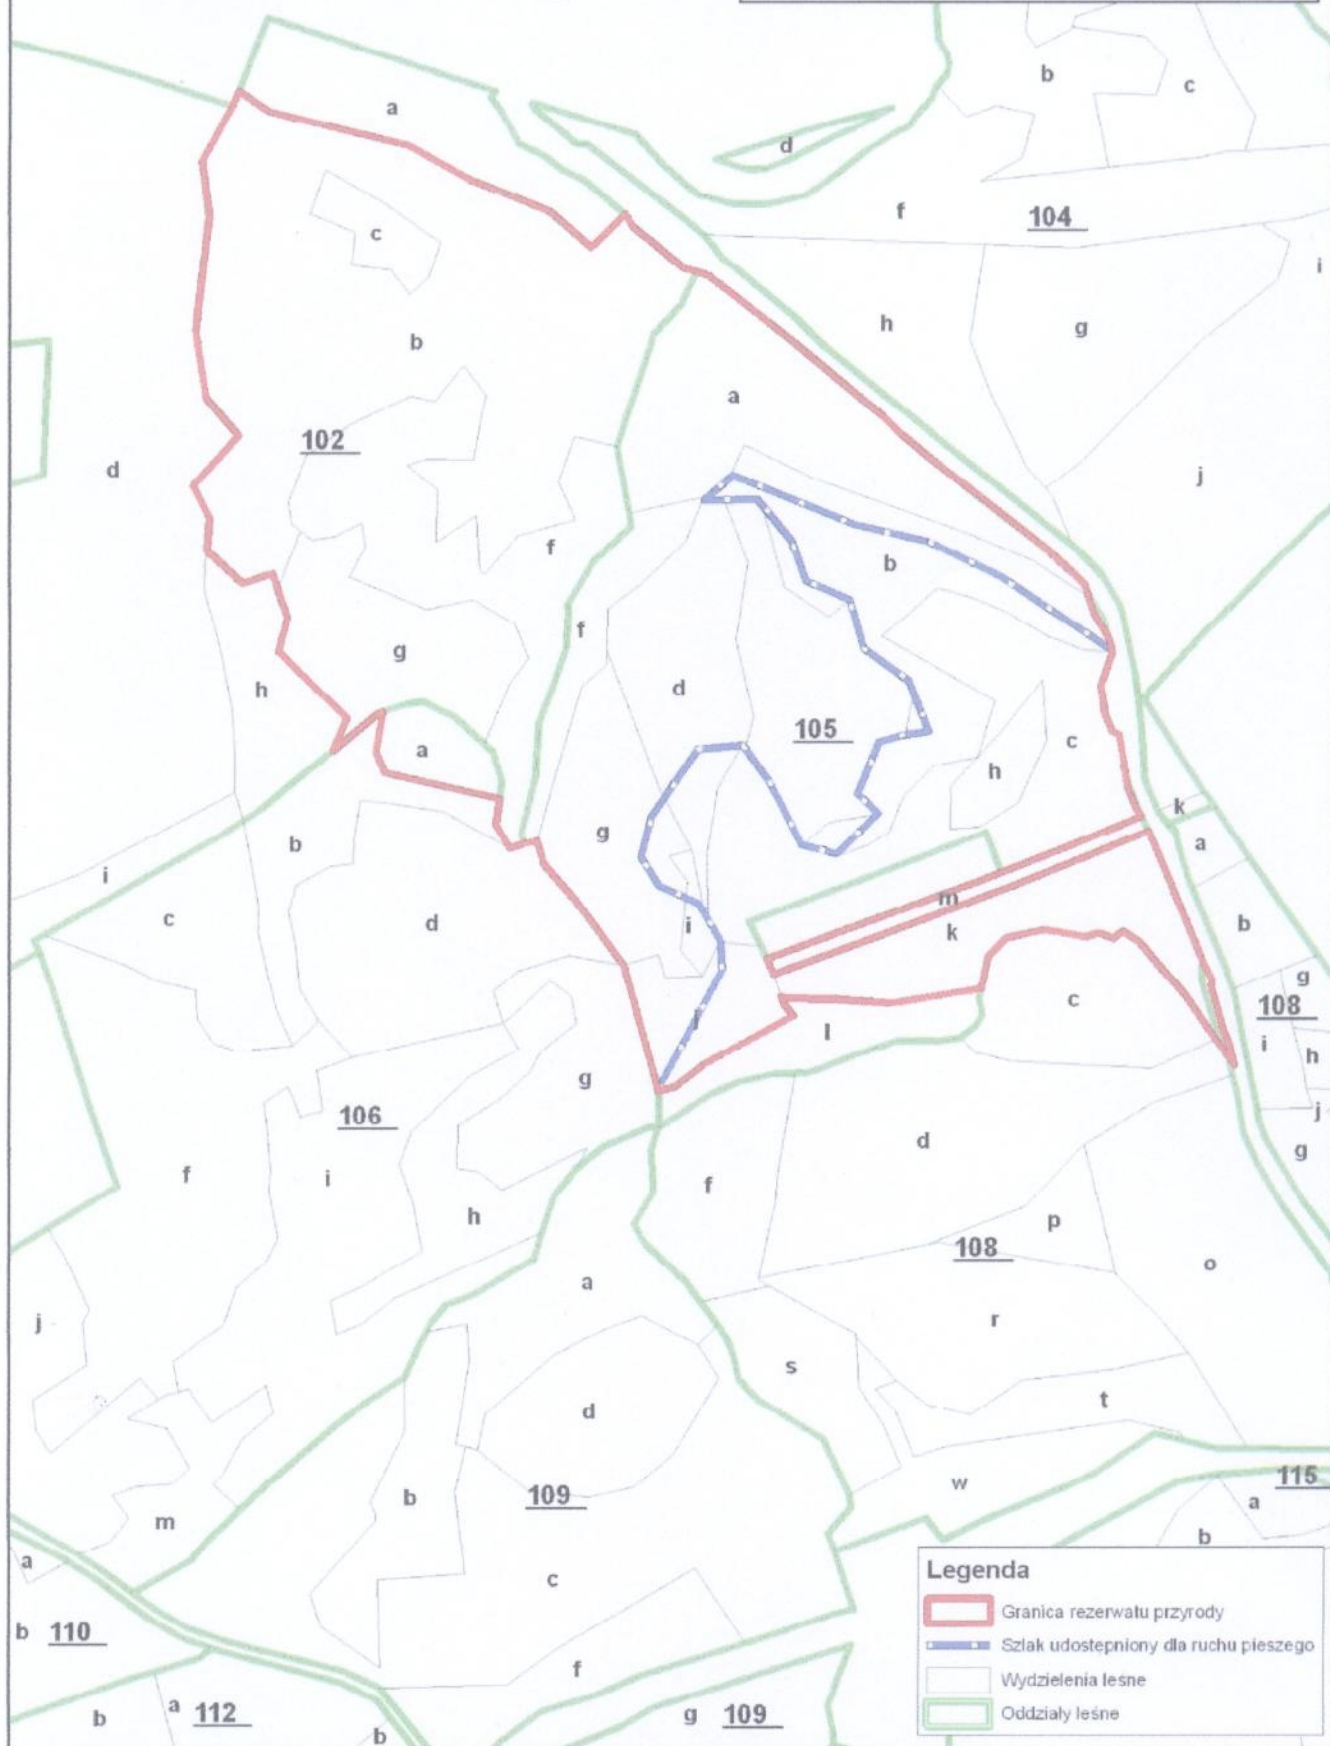 b
c
a
d
f
104
c
i
h
g
b
a
102
d
j
f
b
f
g
d
h
105
a
c
h
k
g
b
a
i
m
c
d
i
k
b
g
c
108
j
l
i
h
g
106
j
d
g
f
i
f
h
p
108
o
a
r
j
s
d
t
w
115
b
109
a
m
b
a
c
b
110
f
a
112
g
109
b
b
Legenda
Granica rezerwatu przyrody
Szlak udostępniony dla ruchu pieszego
Wydzielenia leśne
Oddziały leśne